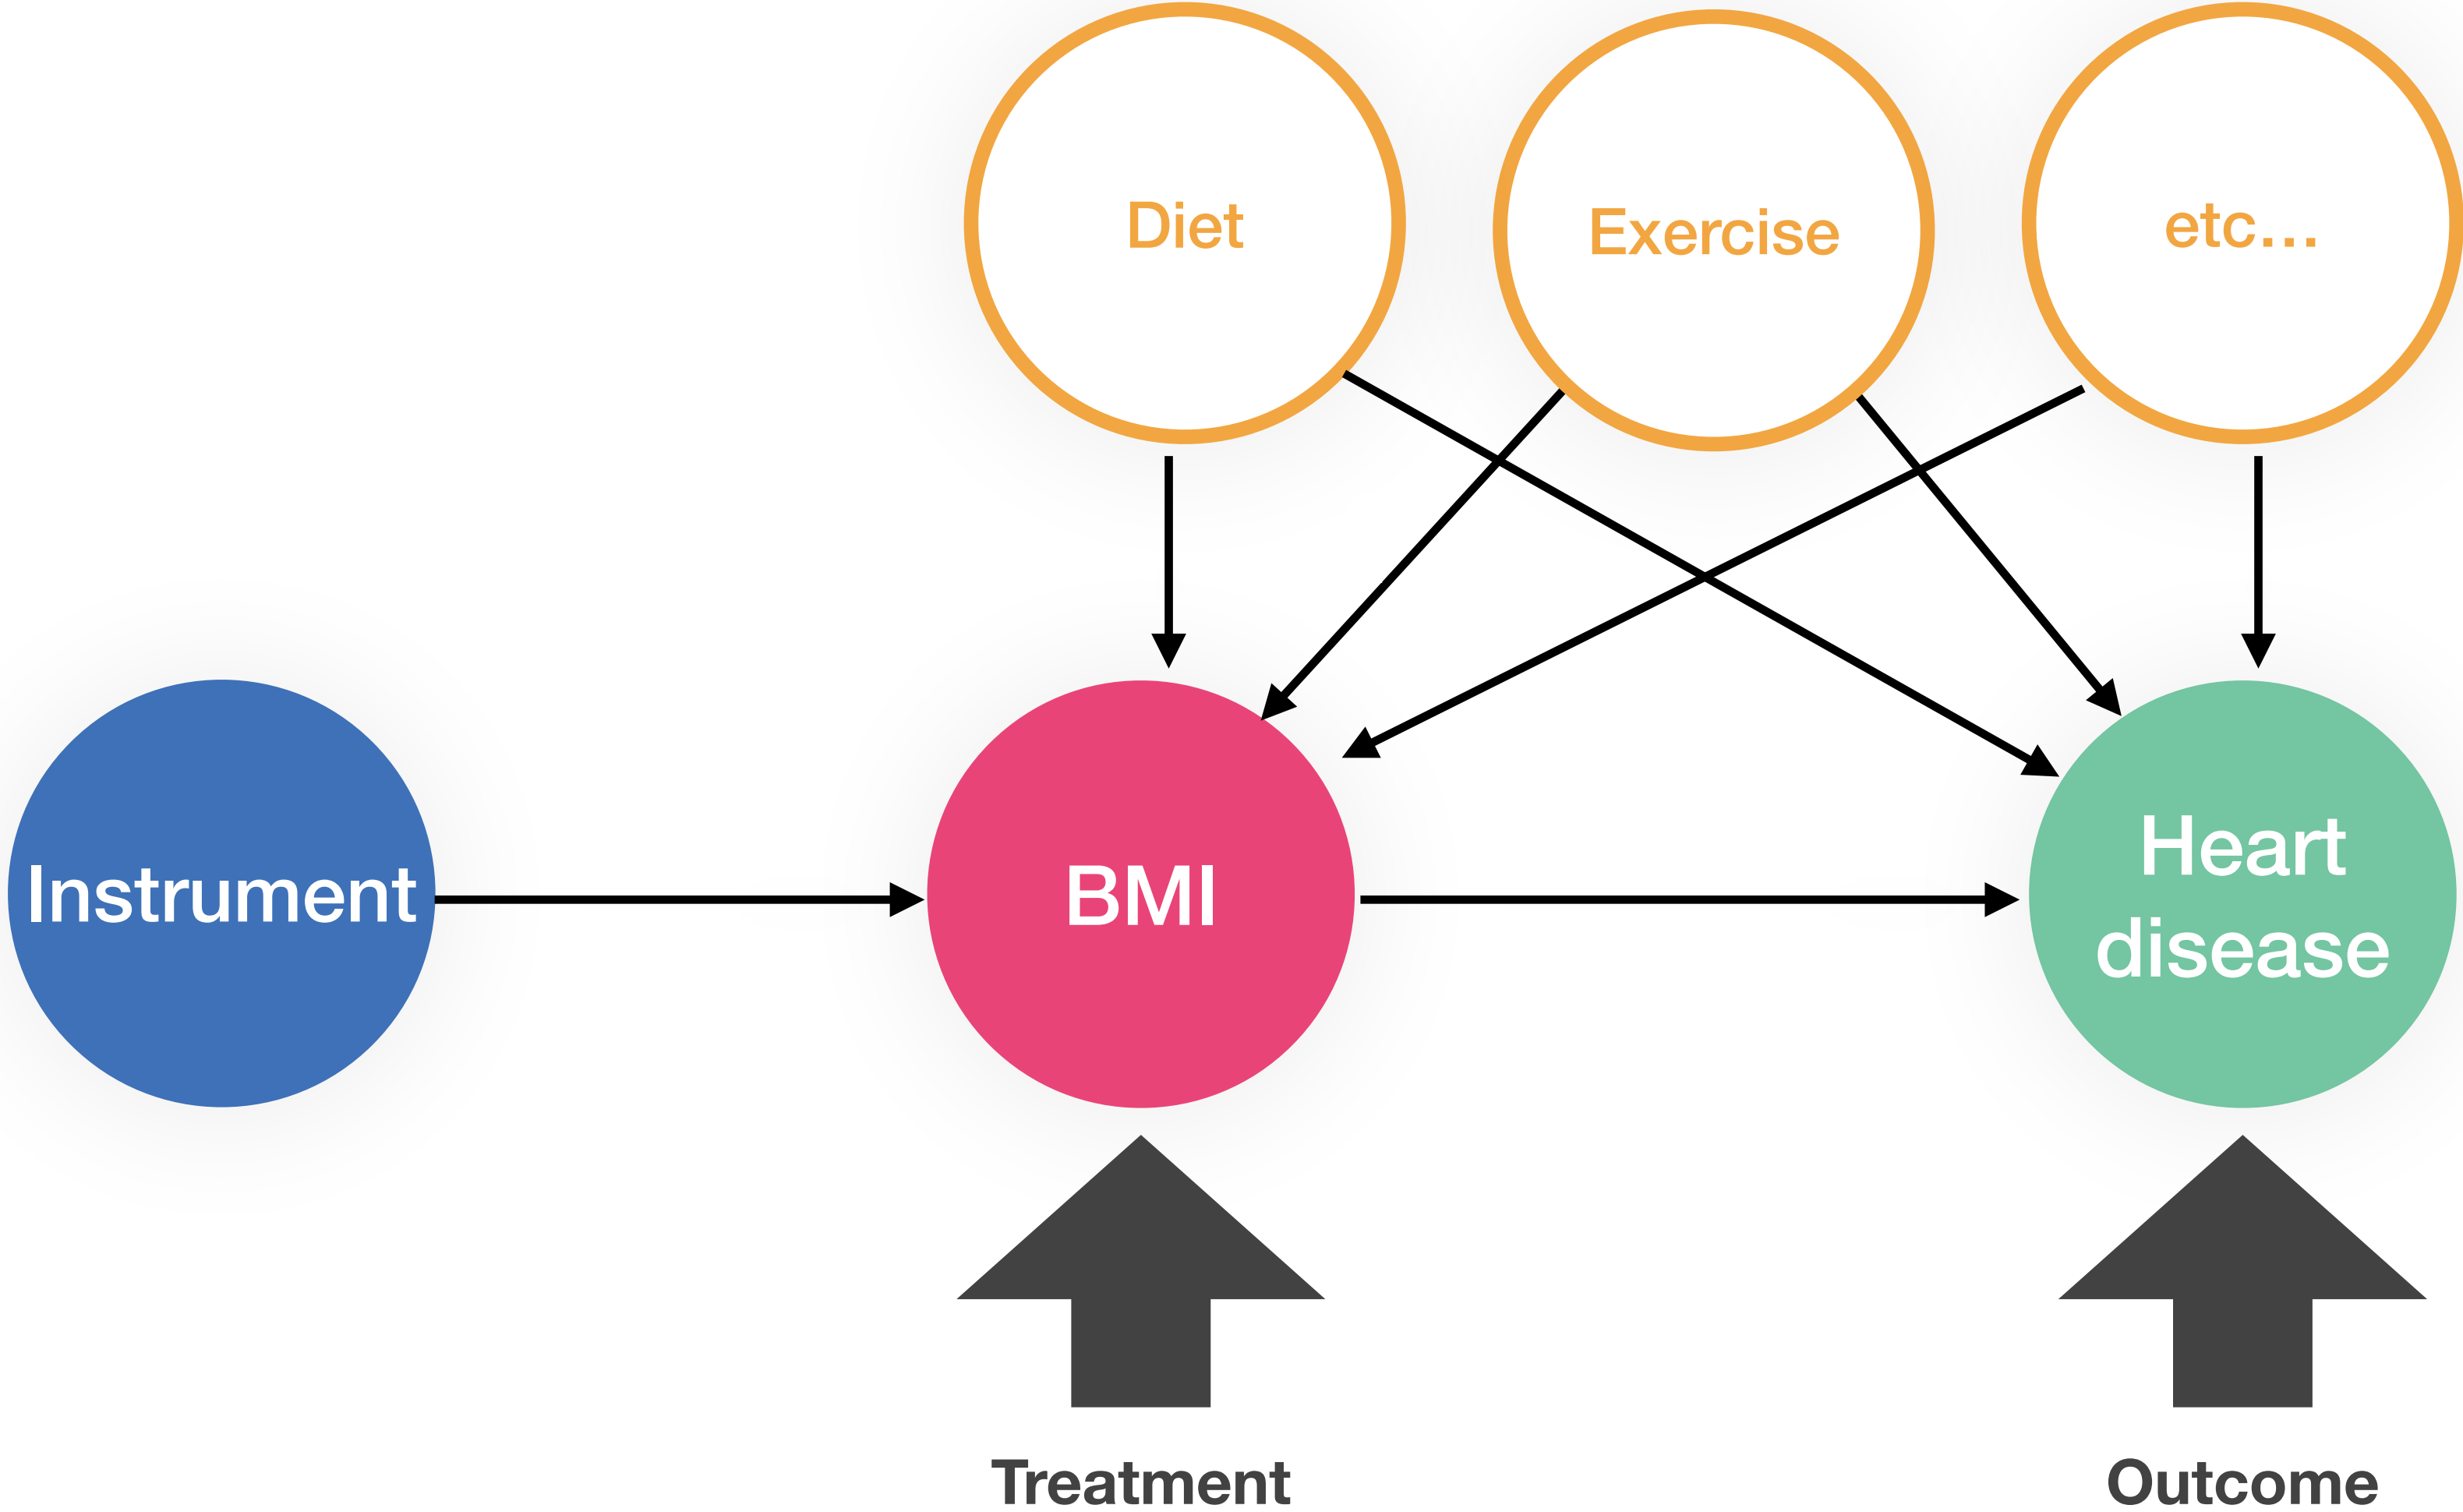 Diet
Exercise
etc...
Instrument
BMI
Heart
disease
Treatment
Outcome